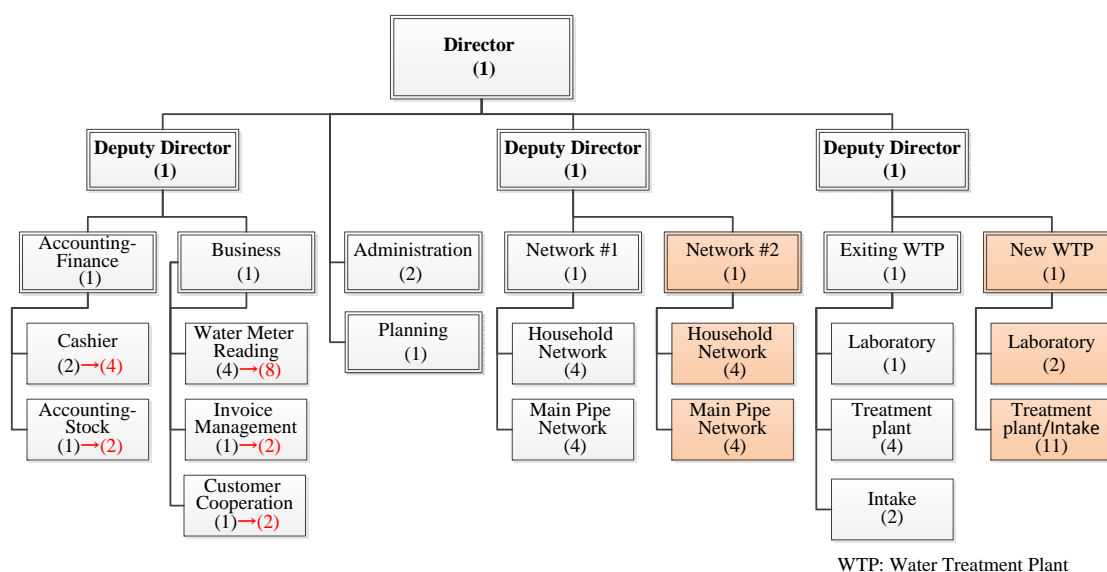 Director
(1)
Deputy Director
(1)
Deputy Director
(1)
Deputy Director
(1)
Accounting-
Finance
(1)
Business
(1)
Administration
(2)
Network #1
(1)
Network #2
(1)
Exiting WTP
(1)
New WTP
(1)
Cashier
(2)→(4)
Water Meter
Reading
(4)→(8)
Planning
(1)
Household
Network
(4)
Household
Network
(4)
Laboratory
(1)
Laboratory
(2)
Accounting-
Stock
(1)→(2)
Invoice
Management
(1)→(2)
Main Pipe
Network
(4)
Main Pipe
Network
(4)
Treatment
plant
(4)
Treatment
plant/Intake
(11)
Customer
Cooperation
(1)→(2)
Intake
(2)
WTP: Water Treatment Plant